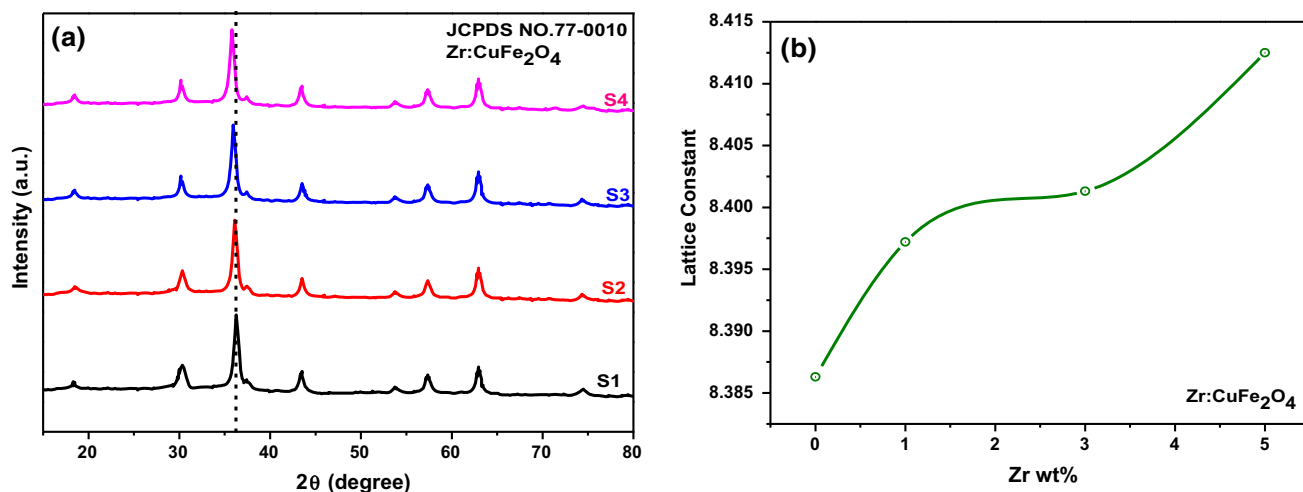 (a)
JCPDS NO.77-0010
Zr:CuFe₂O₄
S4
S3
S2
S1
Intensity (a.u.)
20 30 40 50 60 70 80
2θ (degree)
(b)
8.415
8.410
8.405
8.400
8.395
8.390
8.385
Lattice Constant
Zr:CuFe₂O₄
0 1 2 3 4 5
Zr wt%